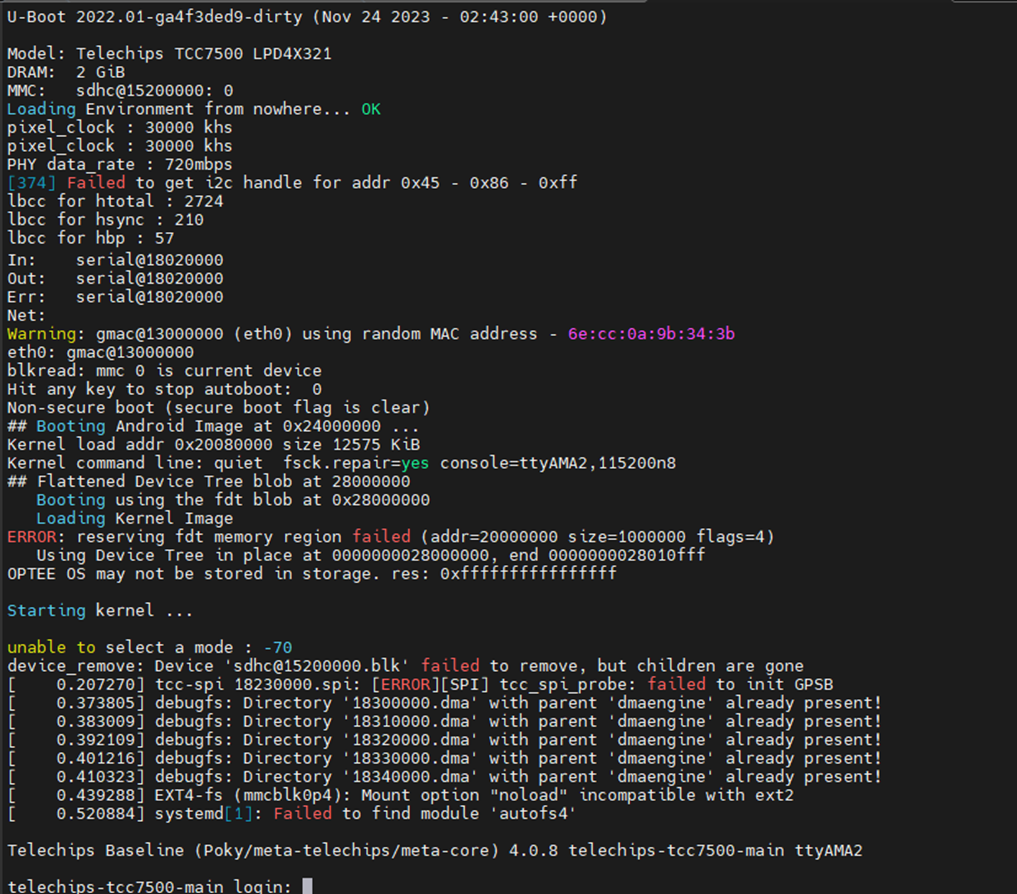 U-Boot 2022.01-ga4f3ded9-dirty (Nov 24 2023 - 02:43:00 +0000)
Model: Telechips TCC7500 LPD4X321
DRAM:  2 GiB
MMC:   sdhc@15200000: 0
Loading Environment from nowhere... OK
pixel_clock : 30000 khs
pixel_clock : 30000 khs
PHY data_rate : 720mbps
[374] Failed to get i2c handle for addr 0x45 - 0x86 - 0xff
lbcc for htotal : 2724
lbcc for hsync : 210
lbcc for hbp : 57
In:    serial@18020000
Out:   serial@18020000
Err:   serial@18020000
Net:
Warning: gmac@13000000 (eth0) using random MAC address - 6e:cc:0a:9b:34:3b
eth0: gmac@13000000
blkread: mmc 0 is current device
Hit any key to stop autoboot:  0
Non-secure boot (secure boot flag is clear)
## Booting Android Image at 0x24000000 ...
Kernel load addr 0x20080000 size 12575 KiB
Kernel command line: quiet  fsck.repair=yes console=ttyAMA2,115200n8
## Flattened Device Tree blob at 28000000
   Booting using the fdt blob at 0x28000000
   Loading Kernel Image
ERROR: reserving fdt memory region failed (addr=20000000 size=1000000 flags=4)
   Using Device Tree in place at 0000000028000000, end 0000000028010fff
OPTEE OS may not be stored in storage. res: 0xffffffffffffffff
Starting kernel ...
unable to select a mode : -70
device_remove: Device 'sdhc@15200000.blk' failed to remove, but children are gone
[    0.207270] tcc-spi 18230000.spi: [ERROR][SPI] tcc_spi_probe: failed to init GPSB
[    0.373805] debugfs: Directory '18300000.dma' with parent 'dmaengine' already present!
[    0.383009] debugfs: Directory '18310000.dma' with parent 'dmaengine' already present!
[    0.392109] debugfs: Directory '18320000.dma' with parent 'dmaengine' already present!
[    0.401216] debugfs: Directory '18330000.dma' with parent 'dmaengine' already present!
[    0.410323] debugfs: Directory '18340000.dma' with parent 'dmaengine' already present!
[    0.439288] EXT4-fs (mmcblk0p4): Mount option "noload" incompatible with ext2
[    0.520884] systemd[1]: Failed to find module 'autofs4'
Telechips Baseline (Poky/meta-telechips/meta-core) 4.0.8 telechips-tcc7500-main ttyAMA2
telechips-tcc7500-main login: